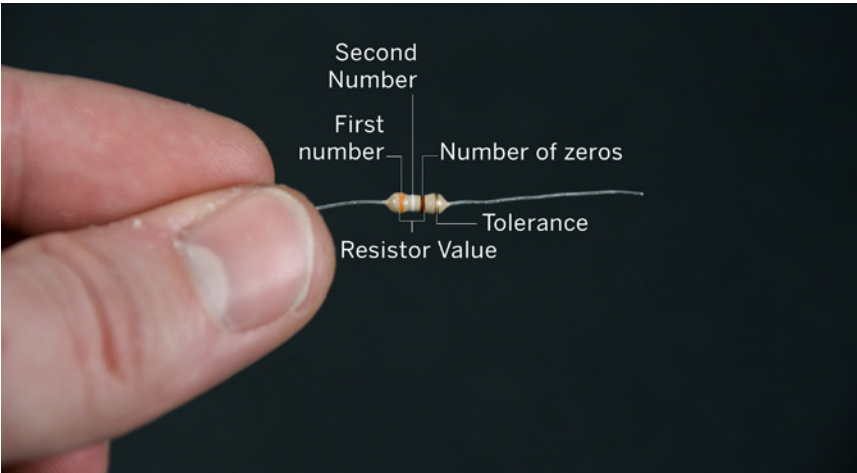 Second
Number
First
number
Number of zeros
Tolerance
Resistor Value